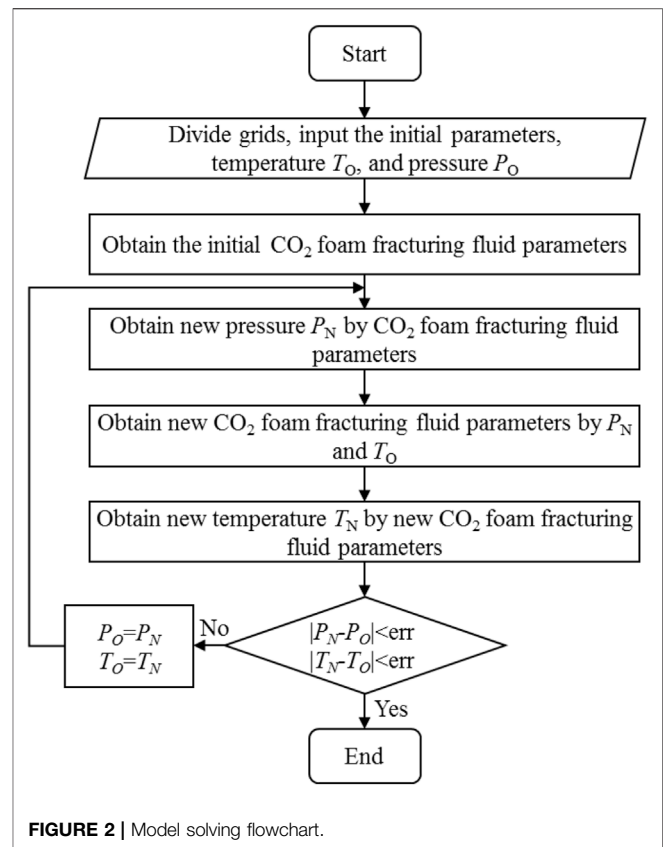 Start
Divide grids, input the initial parameters,
temperature T_O, and pressure P_O
Obtain the initial CO₂ foam fracturing fluid parameters
Obtain new pressure P_N by CO₂ foam fracturing fluid
parameters
Obtain new CO₂ foam fracturing fluid parameters by P_N
and T_O
Obtain new temperature T_N by new CO₂ foam fracturing
fluid parameters
P_O=P_N
T_O=T_N
No
|P_N-P_O|<err
|T_N-T_O|<err
Yes
End
FIGURE 2 | Model solving flowchart.